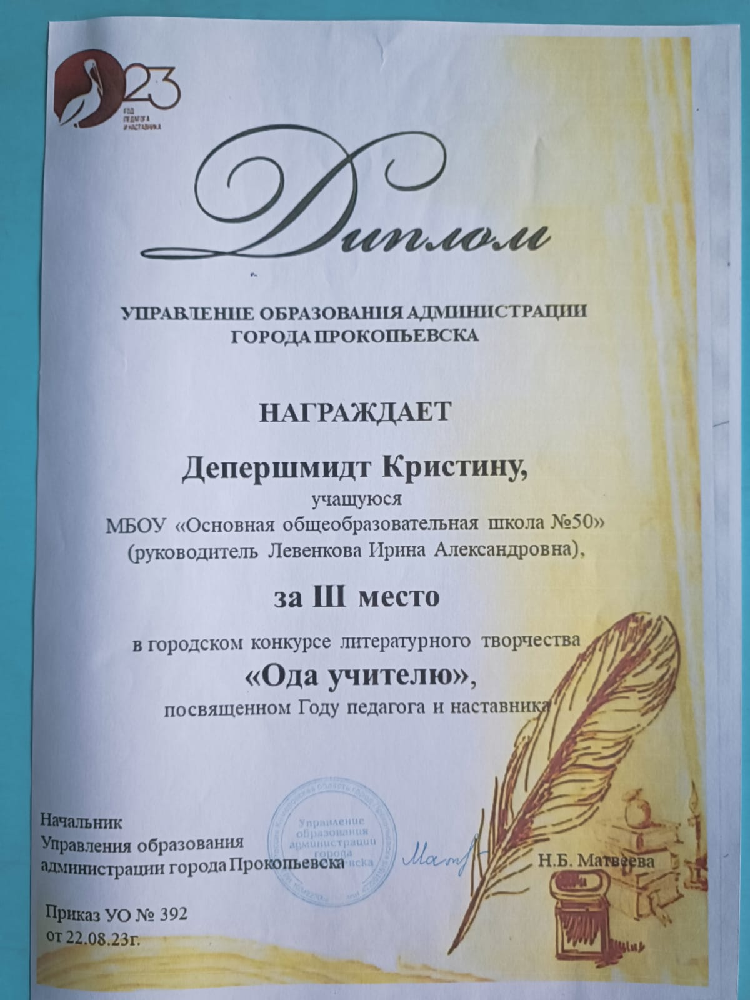 23
ГОД
ПЕДАГОГА
И НАСТАВНИКА
Диплом
УПРАВЛЕНИЕ ОБРАЗОВАНИЯ АДМИНИСТРАЦИИ
ГОРОДА ПРОКОПЬЕВСКА
НАГРАЖДАЕТ
Депершмидт Кристину,
учащуюся
МБОУ «Основная общеобразовательная школа №50»
(руководитель Левенкова Ирина Александровна),
за III место
в городском конкурсе литературного творчества
«Ода учителю»,
посвященном Году педагога и наставника
Начальник
Управления образования
администрации города Прокопьевска
Управление
образования
администрации
города
Н.Б. Матвеева
Приказ УО № 392
от 22.08.23г.